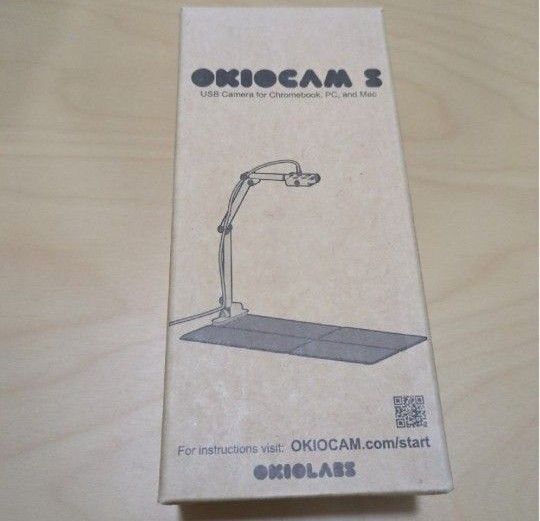 OKIOCAM S
USB Camera for Chromebook, PC, and Mac
For instructions visit: OKIOCAM.com/start
OKIOLABS